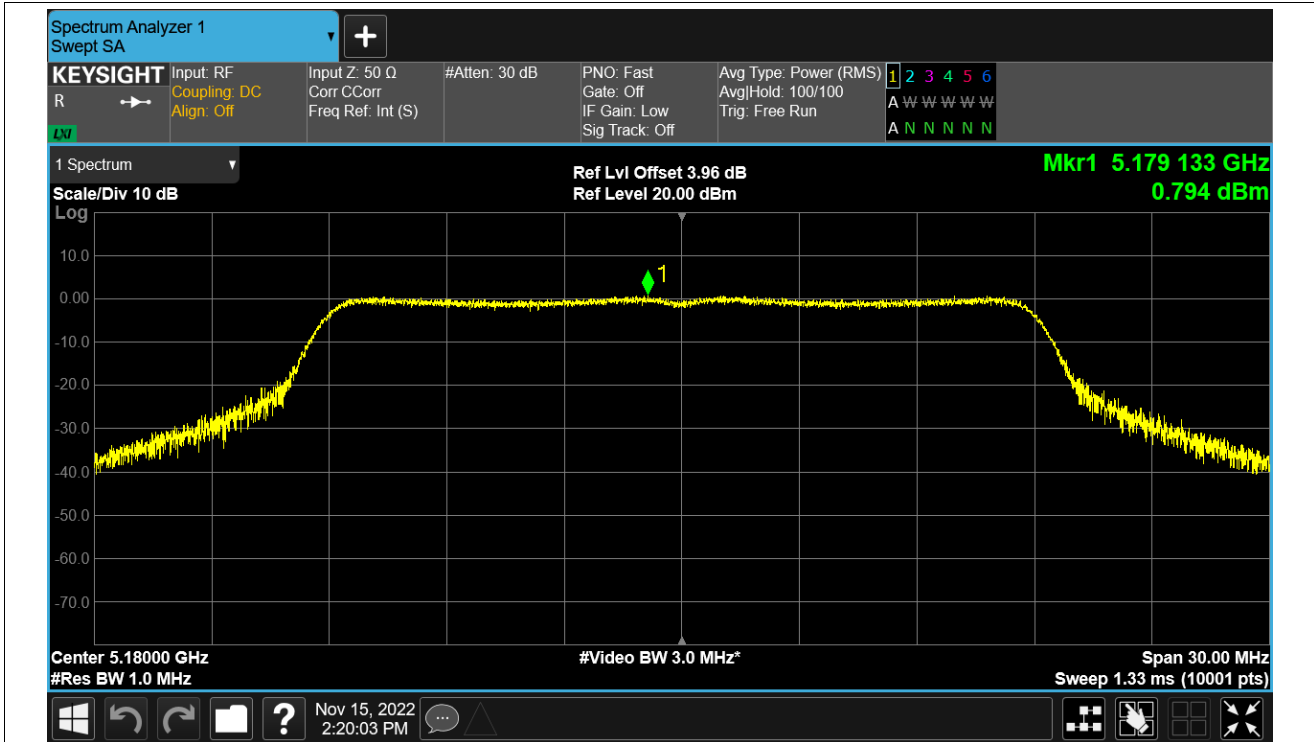 Spectrum Analyzer 1
Swept SA
KEYSIGHT
R
LXI
Input: RF
Coupling: DC
Align: Off
Input Z: 50 Ω
Corr CCorr
Freq Ref: Int (S)
#Atten: 30 dB
PNO: Fast
Gate: Off
IF Gain: Low
Sig Track: Off
Avg Type: Power (RMS)
Avg|Hold: 100/100
Trig: Free Run
1 2 3 4 5 6
A W W W W W
A N N N N N
1 Spectrum
Scale/Div 10 dB
Log
Ref Lvl Offset 3.96 dB
Ref Level 20.00 dBm
Mkr1 5.179 133 GHz
0.794 dBm
1
10.0
0.00
-10.0
-20.0
-30.0
-40.0
-50.0
-60.0
-70.0
Center 5.18000 GHz
#Res BW 1.0 MHz
#Video BW 3.0 MHz*
Span 30.00 MHz
Sweep 1.33 ms (10001 pts)
?
Nov 15, 2022
2:20:03 PM